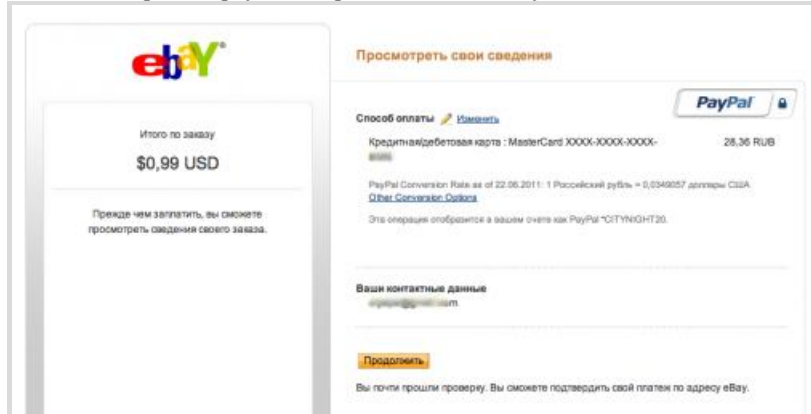 ebY
Итого по заказу
$0,99 USD
Прежде чем заплатить, вы сможете
просмотреть сведения своего заказа.
Просмотреть свои сведения
PayPal
Способ оплаты Изменить
Кредитная/дебетовая карта : MasterCard XXXX-XXXX-XXXX- 28,36 RUB
PayPal Conversion Rate as of 22.06.2011: 1 Российский рубль = 0,0349057 доллары США
Other Conversion Options
Эта операция отобразится в вашем счете как PayPal *CITYNIGHT20.
Ваши контактные данные
Продолжить
Вы почти прошли проверку. Вы сможете подтвердить свой платеж по адресу eBay.